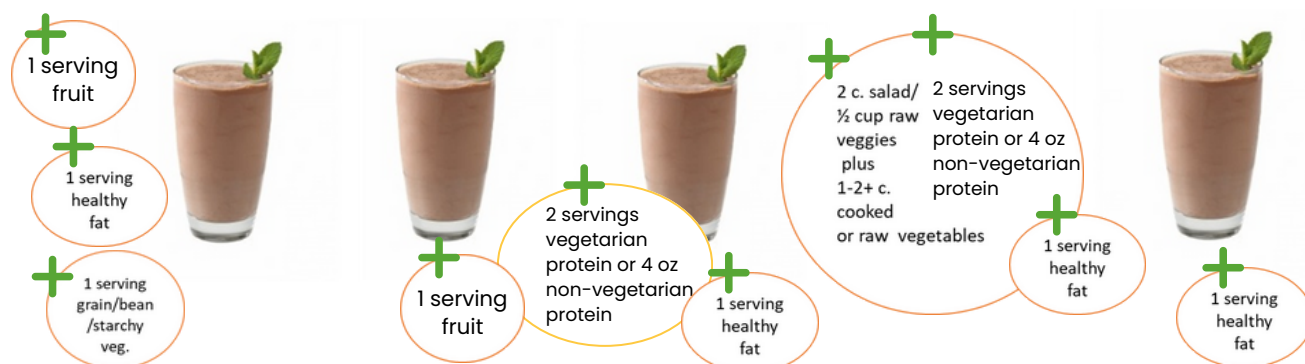 1 serving
fruit
1 serving
healthy
fat
1 serving
grain/bean
/starchy
veg.
1 serving
fruit
2 servings
vegetarian
protein or 4 oz
non-vegetarian
protein
1 serving
healthy
fat
2 c. salad/
½ cup raw
veggies
plus
1-2+ c.
cooked
or raw vegetables
2 servings
vegetarian
protein or 4 oz
non-vegetarian
protein
1 serving
healthy
fat
1 serving
healthy
fat